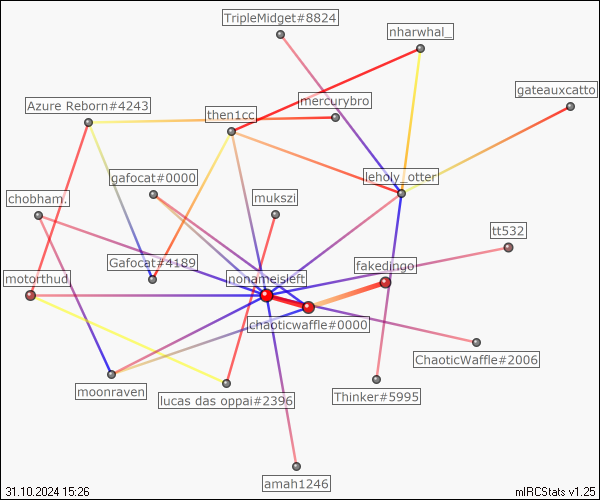 TripleMidget#8824
nharwhal_
gateauxcatto
Azure Reborn#4243
mercurybro
then1cc
gafocat#0000
leholy_otter
chobham.
mukszi
tt532
Gafocat#4189
fakedingo
motorthud
nonameisleft
chaoticwaffle#0000
ChaoticWaffle#2006
moonraven
lucas das oppai#2396
Thinker#5995
amah1246
31.10.2024 15:26
mIRCStats v1.25